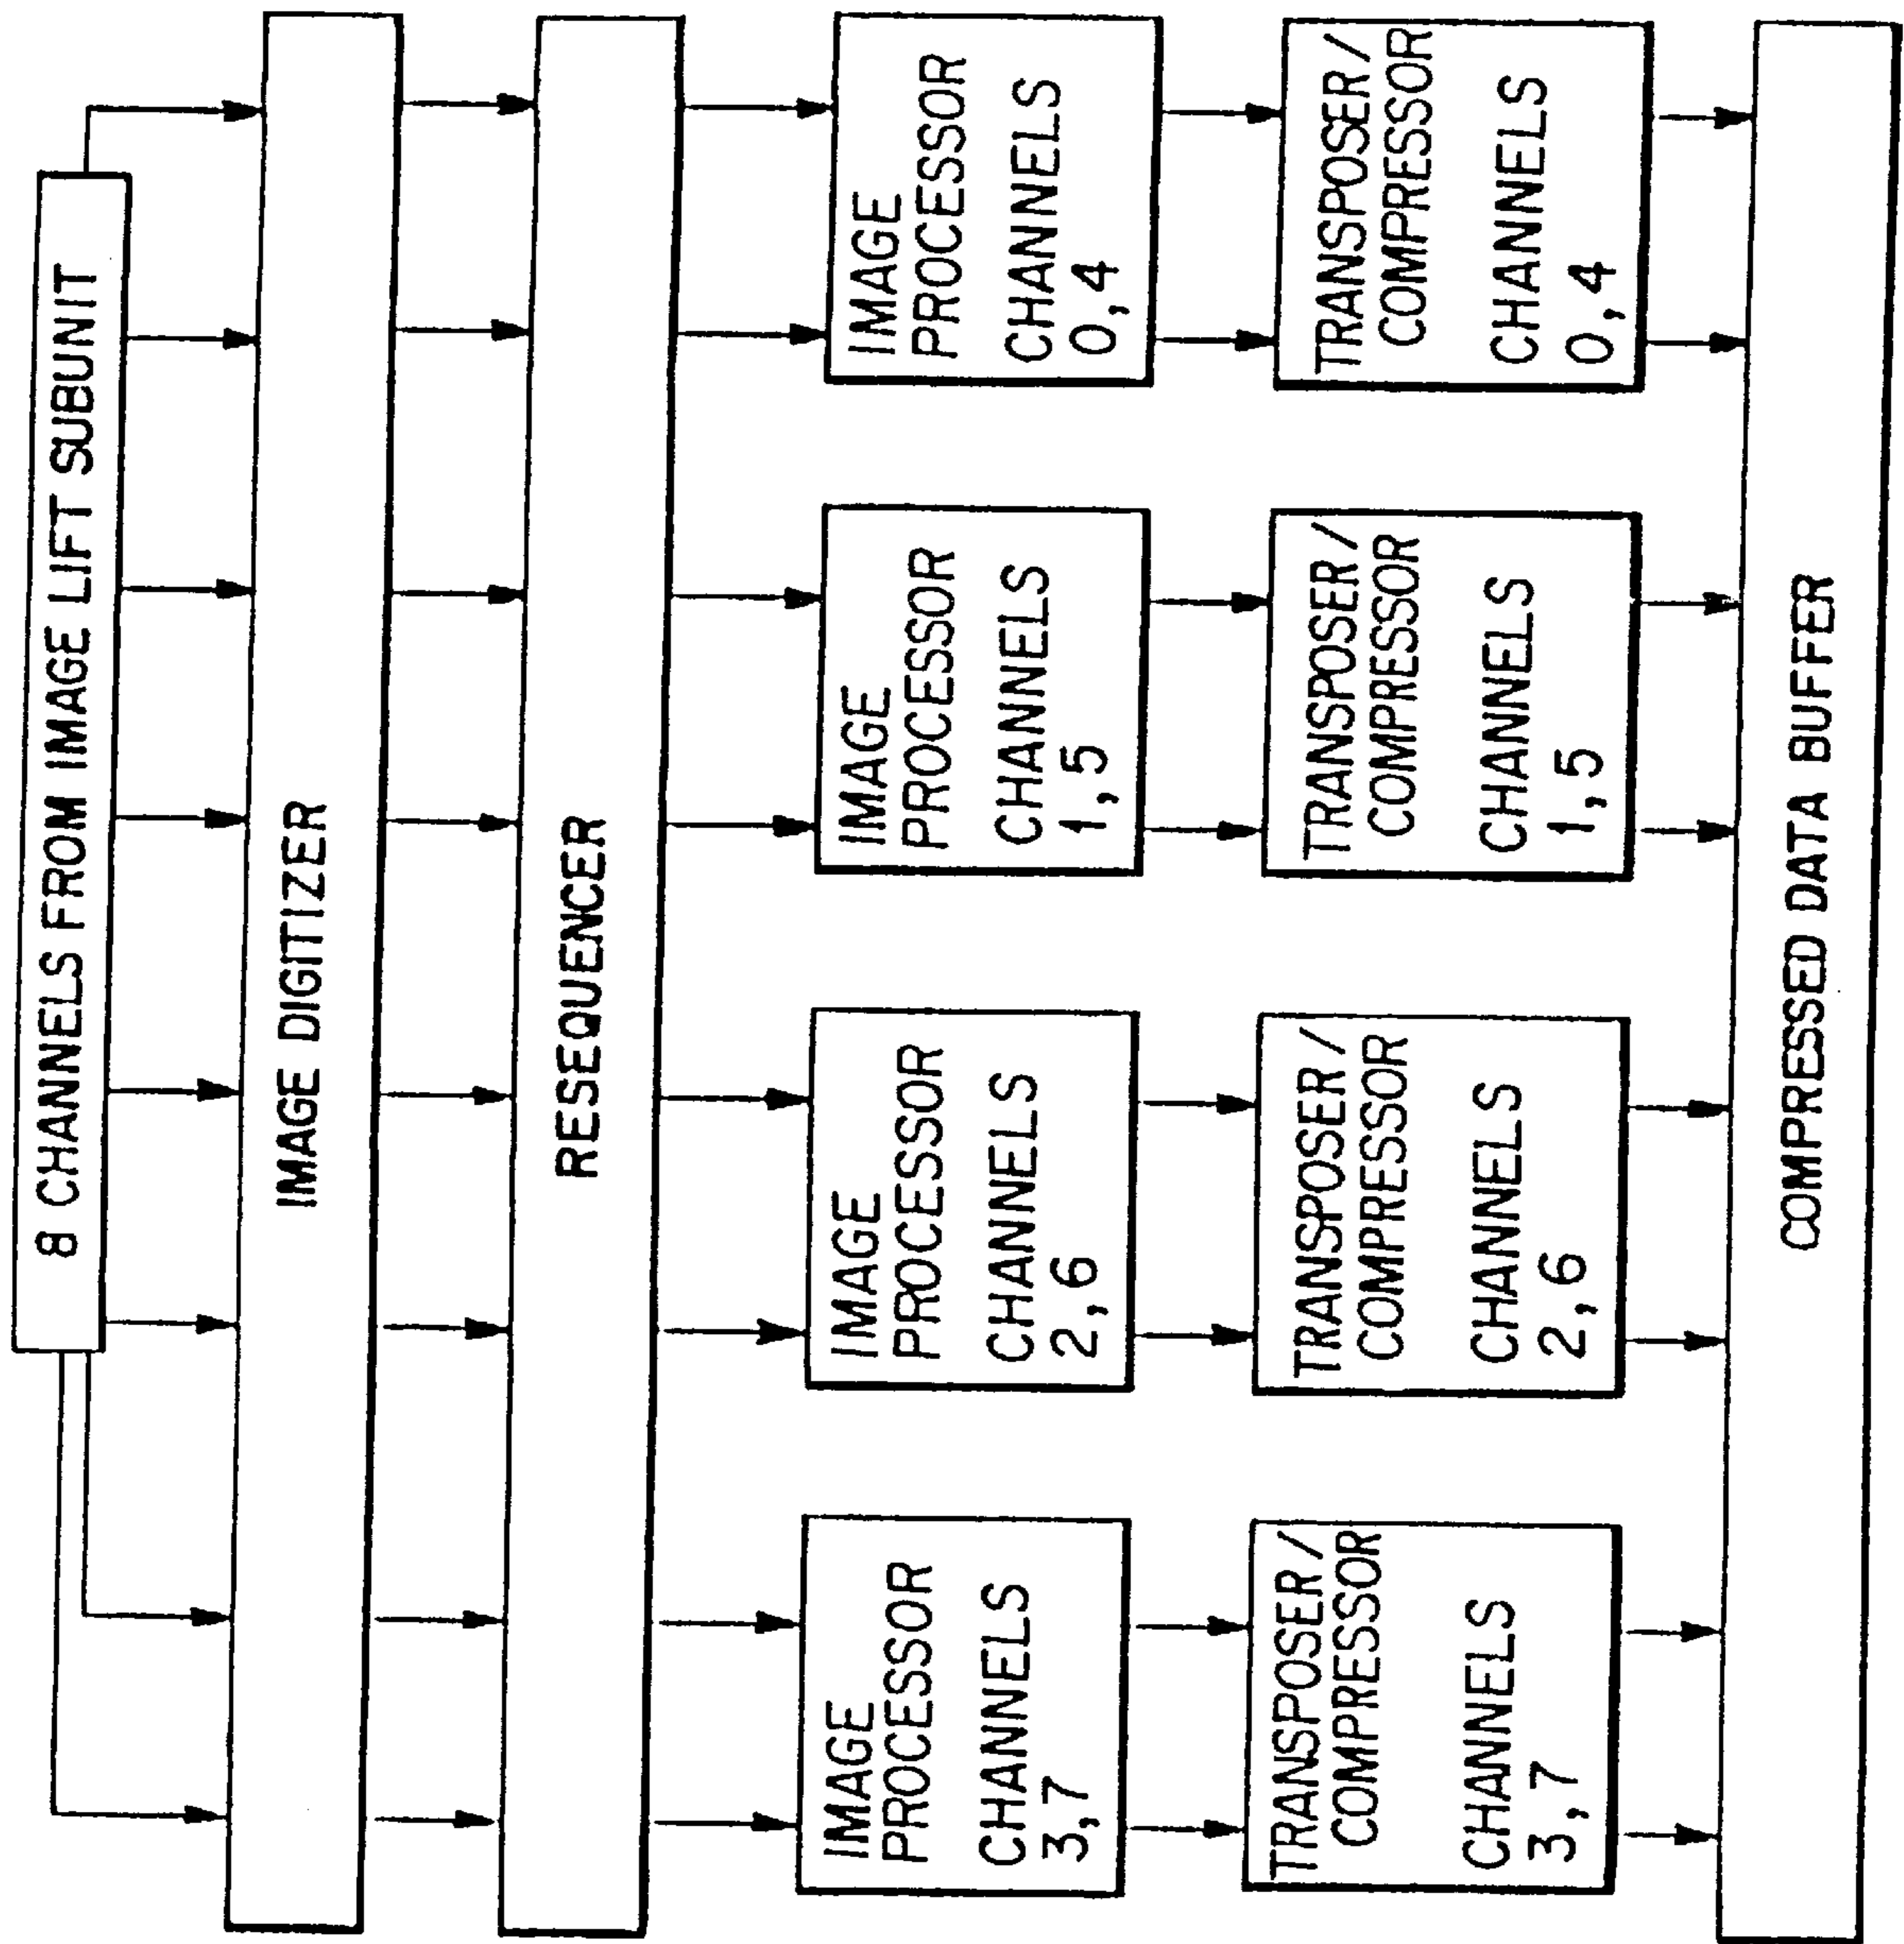 8 CHANNELS FROM IMAGE LIFT SUBUNIT
IMAGE DIGITIZER
RESEQUENCER
IMAGE
PROCESSOR
CHANNELS
3,7
IMAGE
PROCESSOR
CHANNELS
2,6
IMAGE
PROCESSOR
CHANNELS
1,5
IMAGE
PROCESSOR
CHANNELS
0,4
TRANSPOSER/
COMPRESSOR
CHANNELS
3,7
TRANSPOSER/
COMPRESSOR
CHANNELS
2,6
TRANSPOSER/
COMPRESSOR
CHANNELS
1,5
TRANSPOSER/
COMPRESSOR
CHANNELS
0,4
COMPRESSED DATA BUFFER